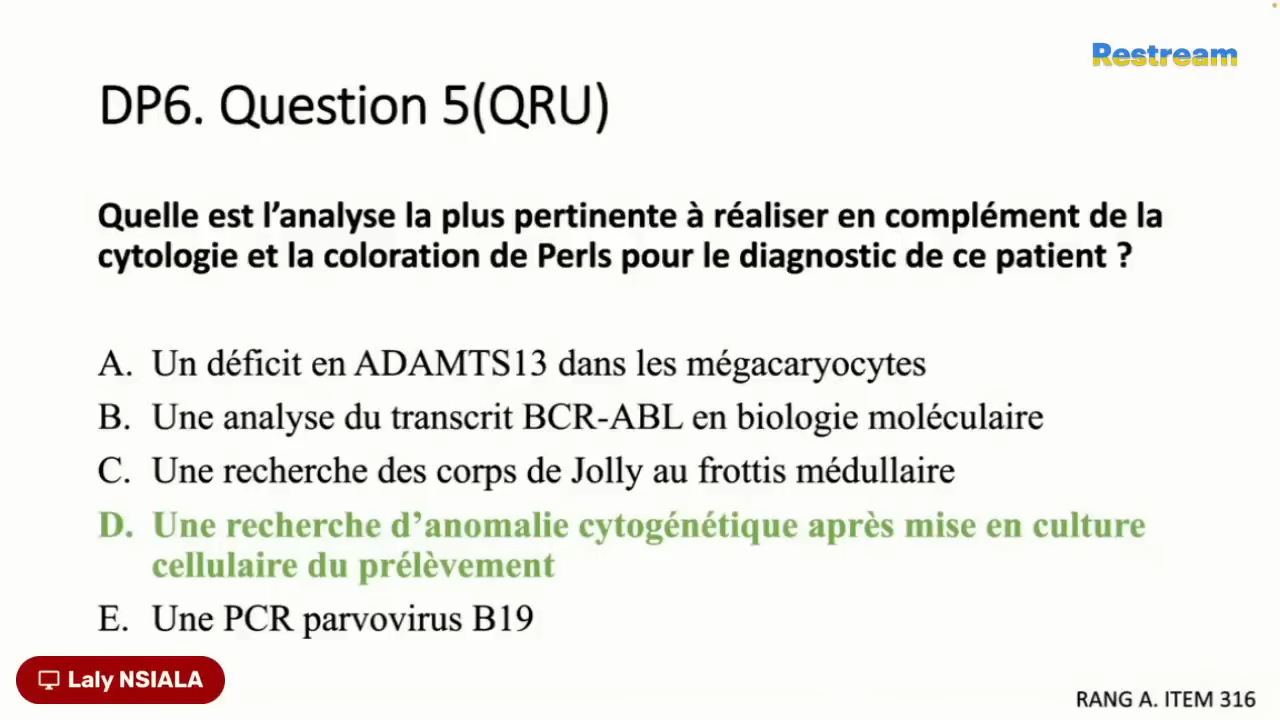 Restream
DP6. Question 5(QRU)
Quelle est l’analyse la plus pertinente à réaliser en complément de la
cytologie et la coloration de Perls pour le diagnostic de ce patient ?
A. Un déficit en ADAMTS13 dans les mégacaryocytes
B. Une analyse du transcrit BCR-ABL en biologie moléculaire
C. Une recherche des corps de Jolly au frottis médullaire
D. Une recherche d’anomalie cytogénétique après mise en culture
cellulaire du prélèvement
E. Une PCR parvovirus B19
Laly NSIALA
RANG A. ITEM 316